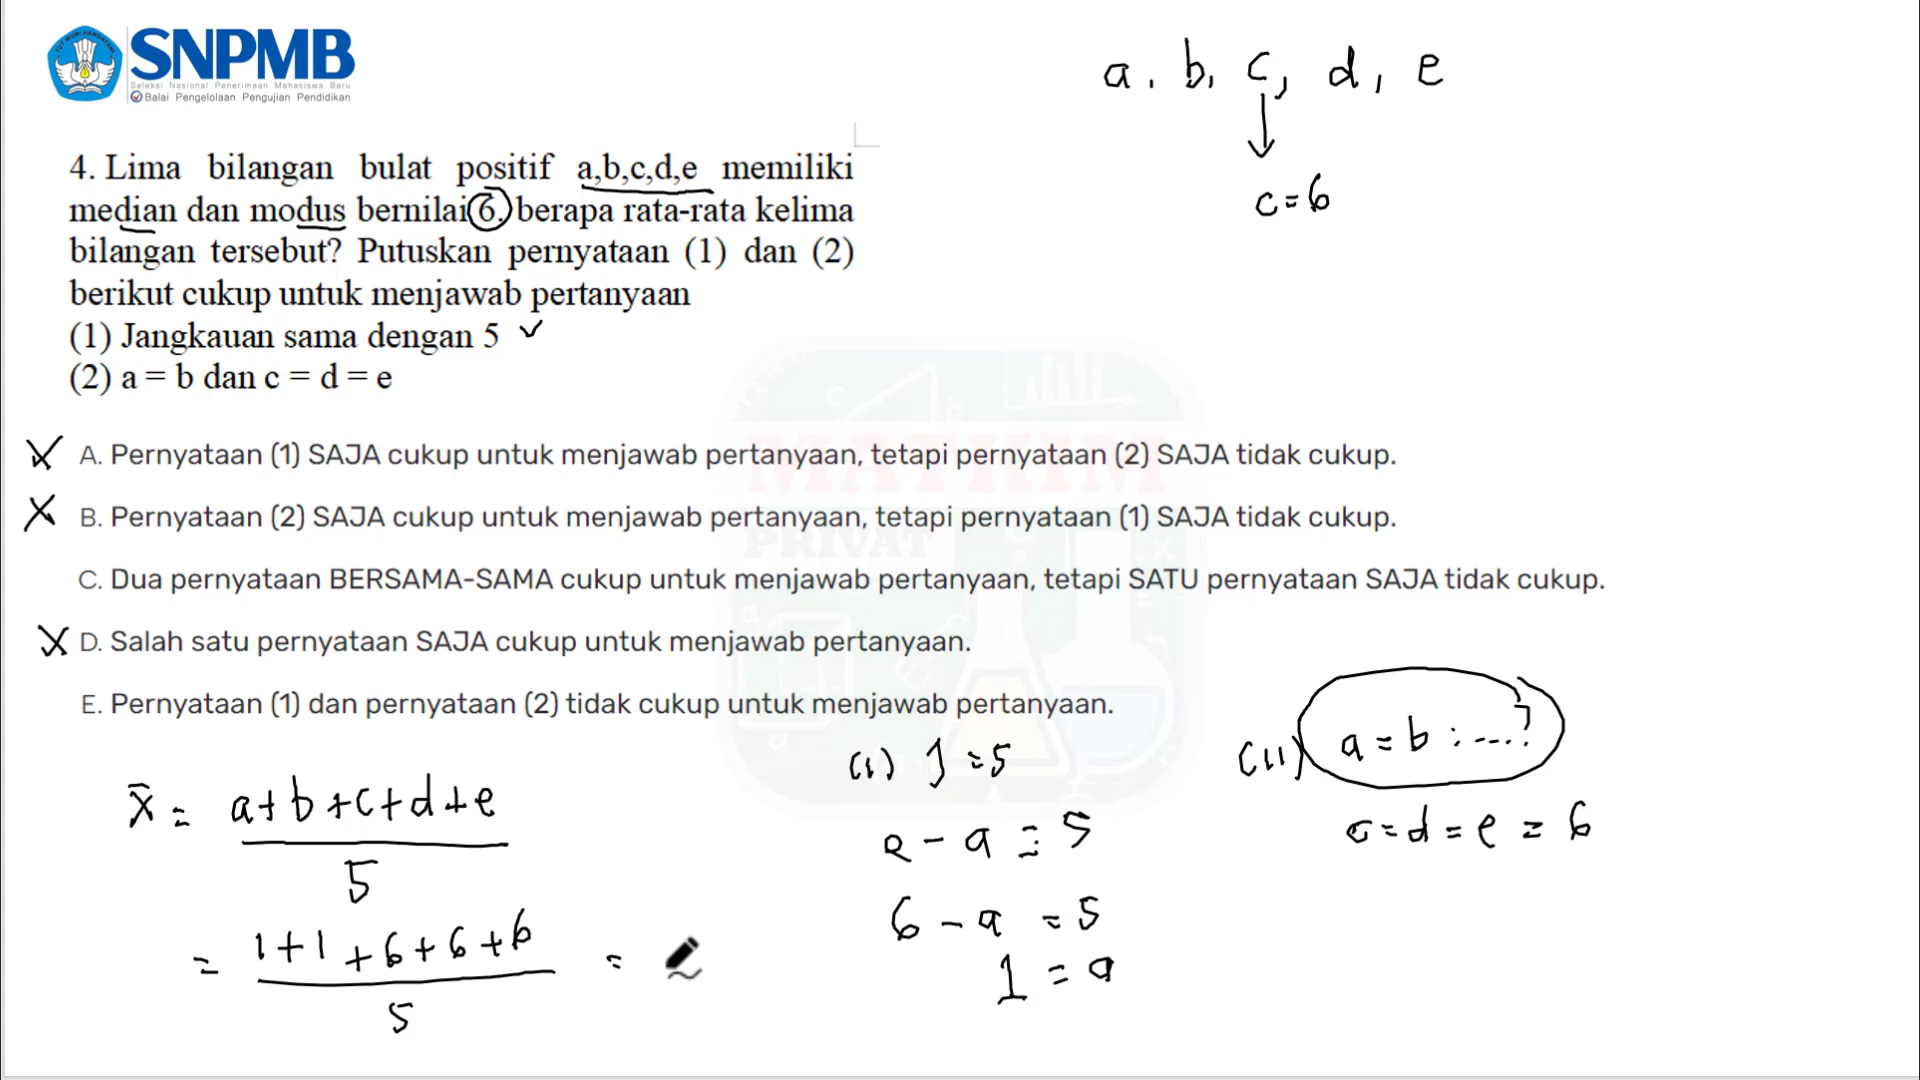 SNPMB
Seleksi Nasional Penerimaan Mahasiswa Baru
Balai Pengelolaan Pengujian Pendidikan
a, b, c, d, e
c = 6
4. Lima bilangan bulat positif a,b,c,d,e memiliki
median dan modus bernilai 6. berapa rata-rata kelima
bilangan tersebut? Putuskan pernyataan (1) dan (2)
berikut cukup untuk menjawab pertanyaan
(1) Jangkauan sama dengan 5 ✓
(2) a = b dan c = d = e
A. Pernyataan (1) SAJA cukup untuk menjawab pertanyaan, tetapi pernyataan (2) SAJA tidak cukup.
B. Pernyataan (2) SAJA cukup untuk menjawab pertanyaan, tetapi pernyataan (1) SAJA tidak cukup.
C. Dua pernyataan BERSAMA-SAMA cukup untuk menjawab pertanyaan, tetapi SATU pernyataan SAJA tidak cukup.
D. Salah satu pernyataan SAJA cukup untuk menjawab pertanyaan.
E. Pernyataan (1) dan pernyataan (2) tidak cukup untuk menjawab pertanyaan.
MATHIM
PRIVAT
x̄ = a+b+c+d+e
5
= 1+1+6+6+6 =
5
(1) J = 5
e - a = 5
6 - a = 5
1 = a
(11) a = b : ...?
c = d = e = 6